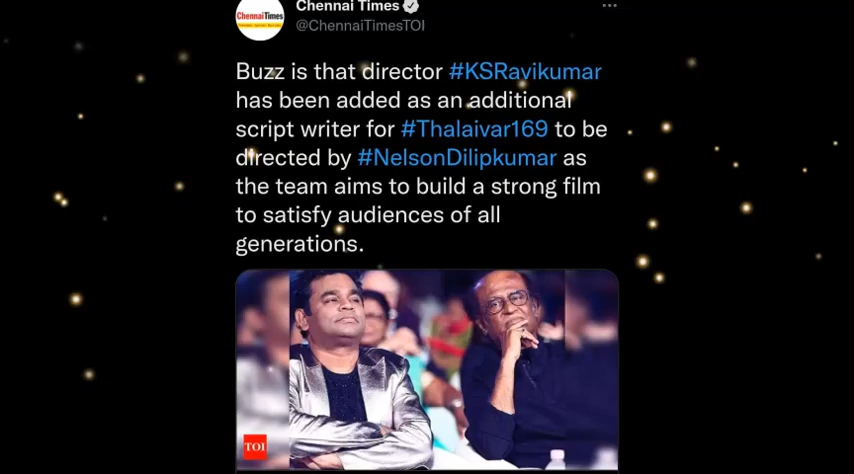 Chennai Times
ChennaiTimes
@ChennaiTimesTOI
Buzz is that director #KSRavikumar
has been added as an additional
script writer for #Thalaivar169 to be
directed by #NelsonDilipkumar as
the team aims to build a strong film
to satisfy audiences of all
generations.
TOI